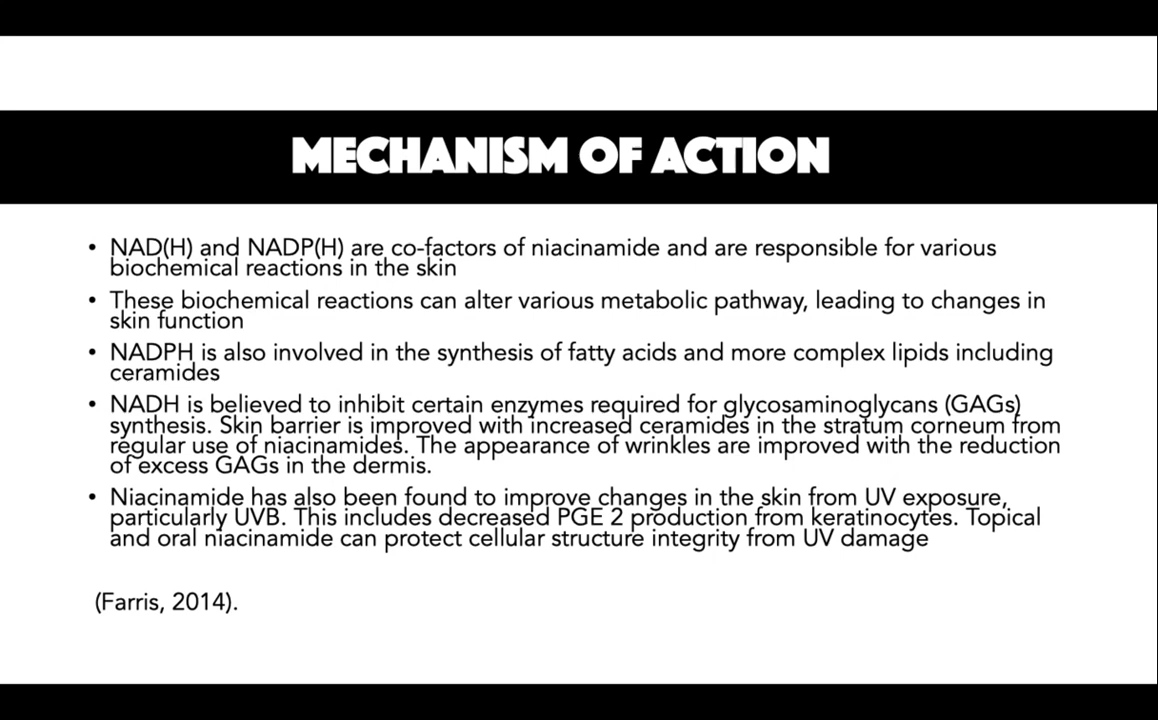 MECHANISM OF ACTION
• NAD(H) and NADP(H) are co-factors of niacinamide and are responsible for various
biochemical reactions in the skin
• These biochemical reactions can alter various metabolic pathway, leading to changes in
skin function
• NADPH is also involved in the synthesis of fatty acids and more complex lipids including
ceramides
• NADH is believed to inhibit certain enzymes required for glycosaminoglycans (GAGs)
synthesis. Skin barrier is improved with increased ceramides in the stratum corneum from
regular use of niacinamides. The appearance of wrinkles are improved with the reduction
of excess GAGs in the dermis.
• Niacinamide has also been found to improve changes in the skin from UV exposure,
particularly UVB. This includes decreased PGE 2 production from keratinocytes. Topical
and oral niacinamide can protect cellular structure integrity from UV damage
(Farris, 2014).